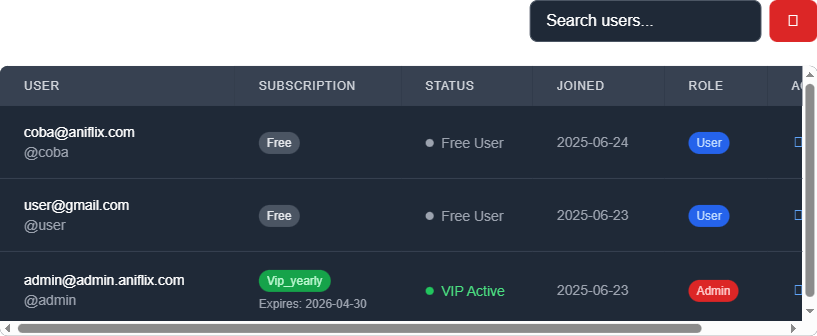 Search users...
USER SUBSCRIPTION STATUS JOINED ROLE
coba@aniflix.com
@coba
Free
Free User
2025-06-24
User
user@gmail.com
@user
Free
Free User
2025-06-23
User
admin@admin.aniflix.com
@admin
Vip_yearly
Expires: 2026-04-30
VIP Active
2025-06-23
Admin